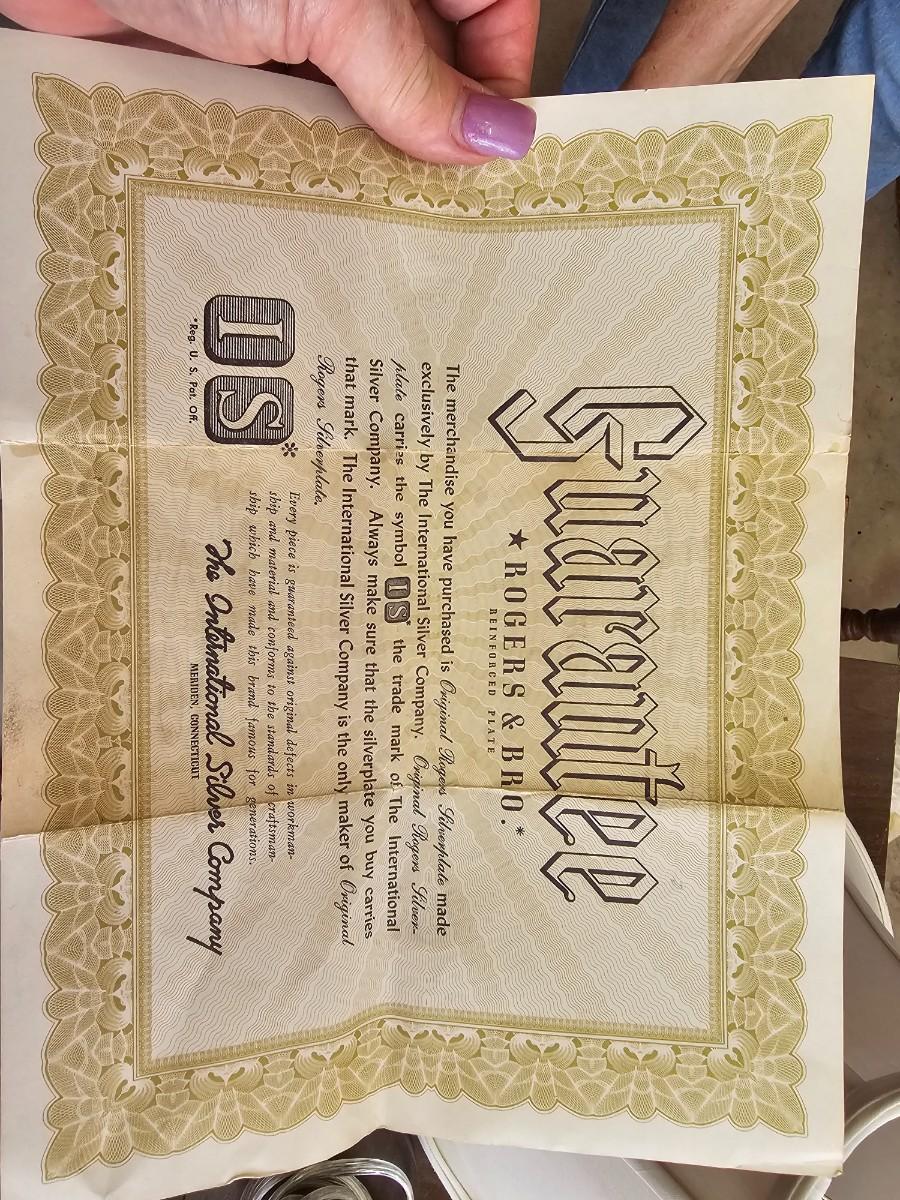 Guarantee
★ ROGERS & BRO.*
REINFORCED PLATE
The merchandise you have purchased is Original Rogers Silverplate made
exclusively by The International Silver Company. Original Rogers Silver-
plate carries the symbol IS* the trade mark of The International
Silver Company. Always make sure that the silverplate you buy carries
that mark. The International Silver Company is the only maker of Original
Rogers Silverplate.
IS*
*Reg. U. S. Pat. Off.
Every piece is guaranteed against original defects in workman-
ship and material and conforms to the standards of craftsman-
ship which have made this brand famous for generations.
The International Silver Company
MERIDEN, CONNECTICUT